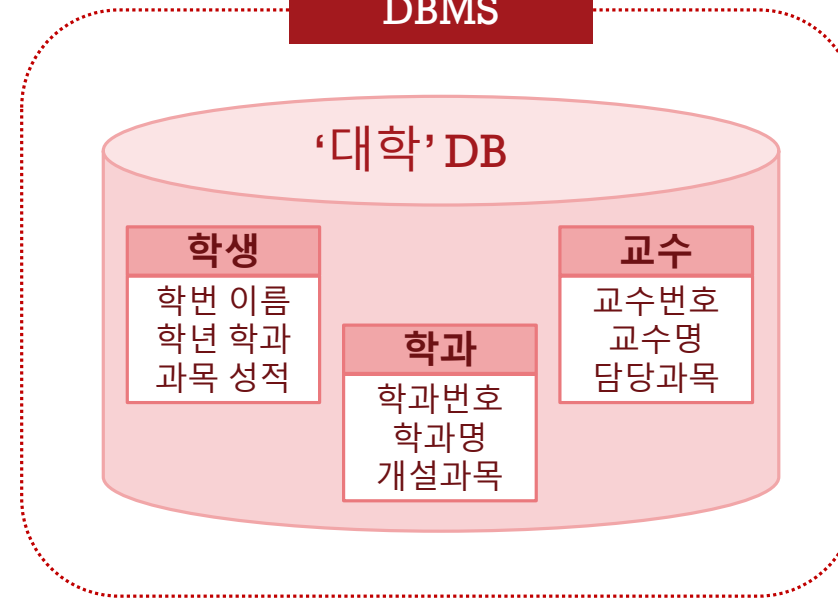 DBMS
‘대학’ DB
학생
학번 이름
학년 학과
과목 성적
학과
학과번호
학과명
개설과목
교수
교수번호
교수명
담당과목